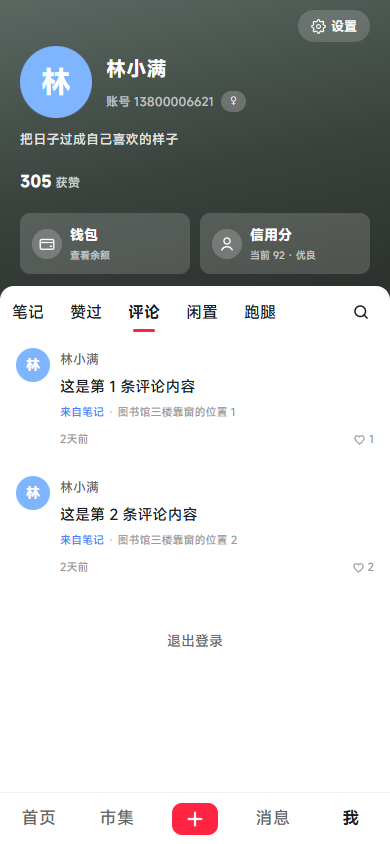 设置
林
林小满
账号 13800006621
把日子过成自己喜欢的样子
305 获赞
钱包
查看余额
信用分
当前 92 · 优良
笔记 赞过 评论 闲置 跑腿
林
林小满
这是第 1 条评论内容
来自笔记 · 图书馆三楼靠窗的位置 1
2天前 1
林
林小满
这是第 2 条评论内容
来自笔记 · 图书馆三楼靠窗的位置 2
2天前 2
退出登录
首页 市集 消息 我